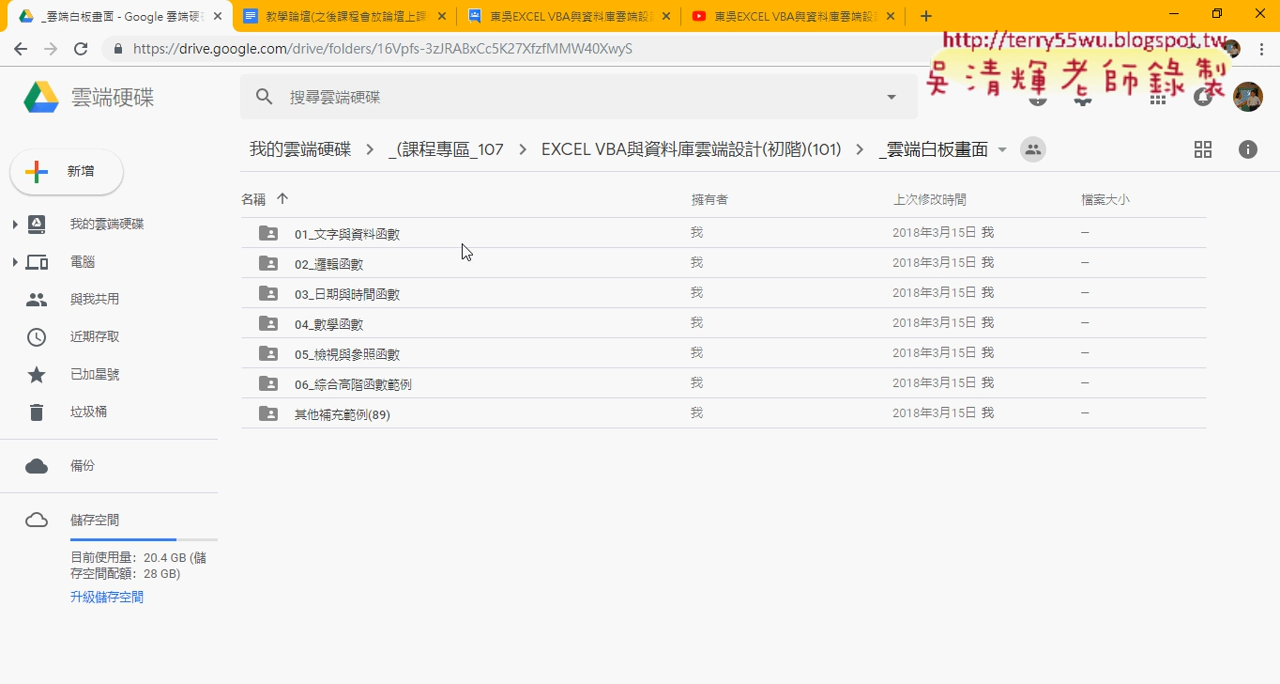 _雲端白板畫面 - Google 雲端硬
教學論壇(之後課程會放論壇上課
東吳EXCEL VBA與資料庫雲端設
東吳EXCEL VBA與資料庫雲端設
https://drive.google.com/drive/folders/16Vpfs-3zJRABxCc5K27XfzfMMW40XwyS
http://terry55wu.blogspot.tw
吳清輝老師錄製
雲端硬碟
搜尋雲端硬碟
新增
我的雲端硬碟
電腦
與我共用
近期存取
已加星號
垃圾桶
備份
儲存空間
目前使用量: 20.4 GB (儲
存空間配額: 28 GB)
升級儲存空間
我的雲端硬碟 > _(課程專區_107 > EXCEL VBA與資料庫雲端設計(初階)(101) > _雲端白板畫面
名稱 擁有者 上次修改時間 檔案大小
01_文字與資料函數 我 2018年3月15日 我 –
02_邏輯函數 我 2018年3月15日 我 –
03_日期與時間函數 我 2018年3月15日 我 –
04_數學函數 我 2018年3月15日 我 –
05_檢視與參照函數 我 2018年3月15日 我 –
06_綜合高階函數範例 我 2018年3月15日 我 –
其他補充範例(89) 我 2018年3月15日 我 –